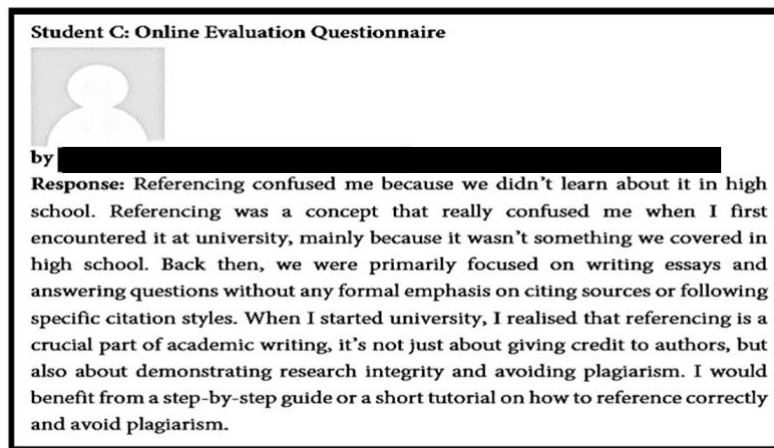 Student C: Online Evaluation Questionnaire
by
Response: Referencing confused me because we didn't learn about it in high
school. Referencing was a concept that really confused me when I first
encountered it at university, mainly because it wasn't something we covered in
high school. Back then, we were primarily focused on writing essays and
answering questions without any formal emphasis on citing sources or following
specific citation styles. When I started university, I realised that referencing is a
crucial part of academic writing, it's not just about giving credit to authors, but
also about demonstrating research integrity and avoiding plagiarism. I would
benefit from a step-by-step guide or a short tutorial on how to reference correctly
and avoid plagiarism.